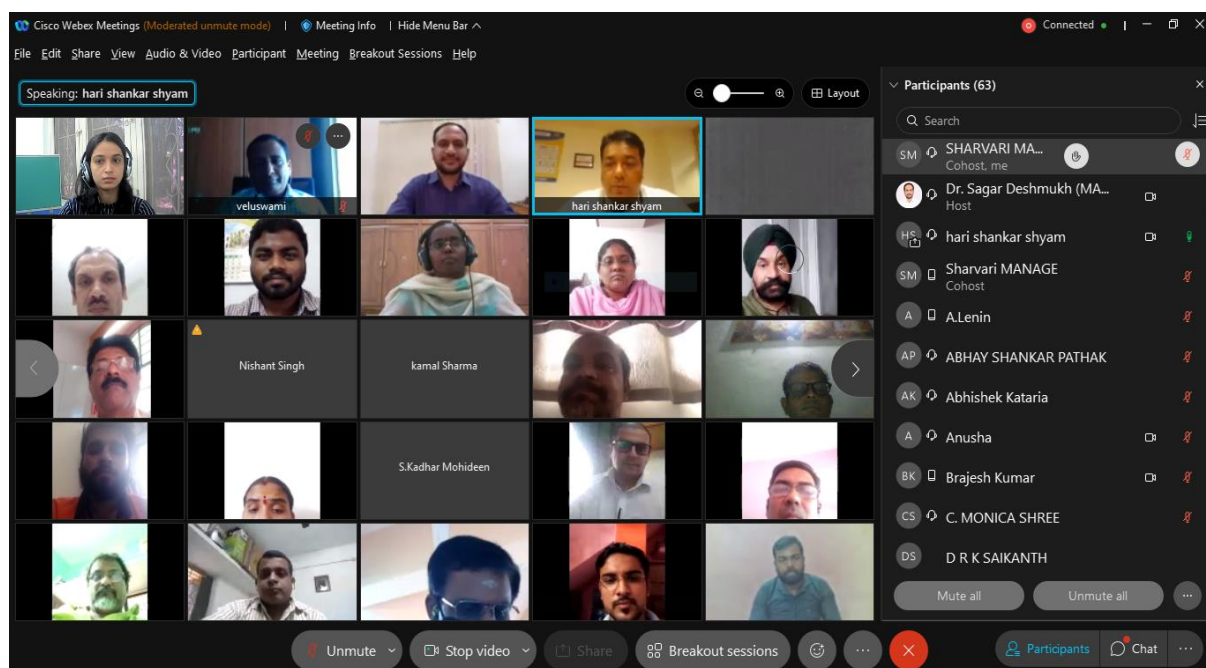 Cisco Webex Meetings (Moderated unmute mode) | Meeting Info | Hide Menu Bar
Connected
File Edit Share View Audio & Video Participant Meeting Breakout Sessions Help
Speaking: hari shankar shyam
Layout
veluswami
hari shankar shyam
Nishant Singh
kamal Sharma
S.Kadhar Mohideen
Participants (63)
Search
SM SHARVARI MA...
Cohost, me
Dr. Sagar Deshmukh (MA...
Host
HS hari shankar shyam
SM Sharvari MANAGE
Cohost
A A.Lenin
AP ABHAY SHANKAR PATHAK
AK Abhishek Kataria
A Anusha
BK Brajesh Kumar
CS C. MONICA SHREE
DS D R K SAIKANTH
Mute all Unmute all
Unmute Stop video Share Breakout sessions Participants Chat